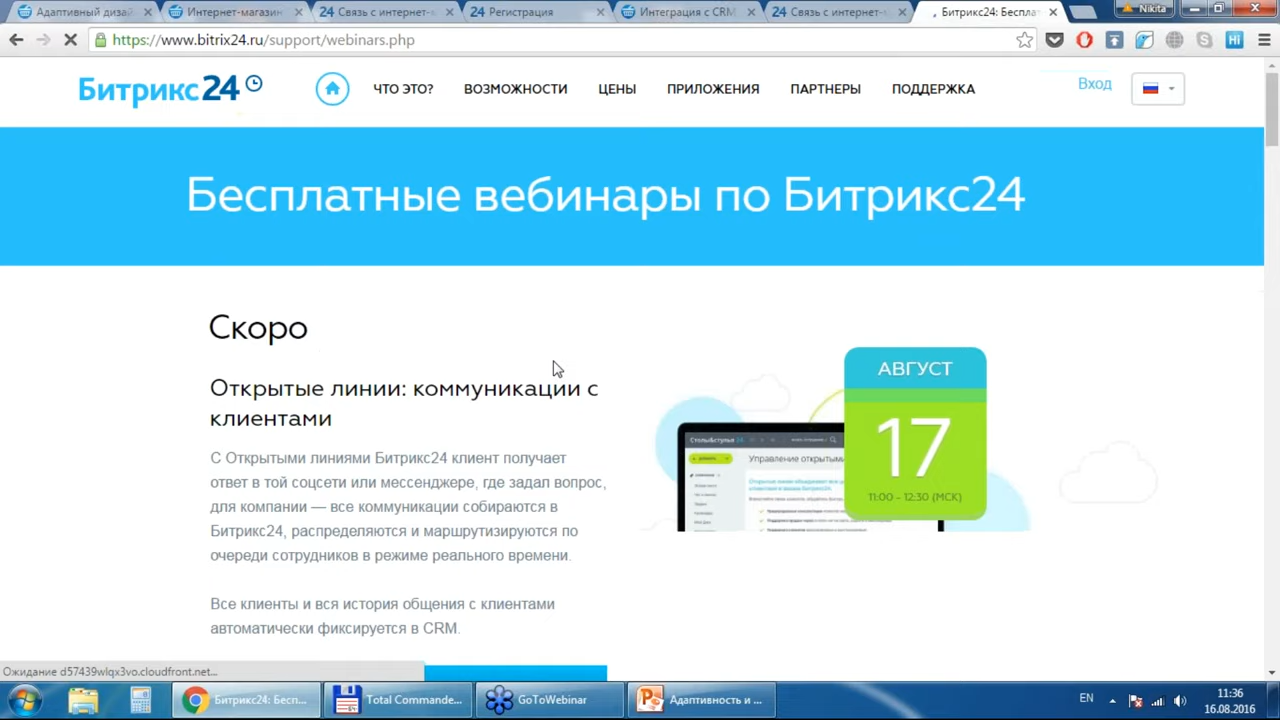 Адаптивный дизай
Интернет-магазин
24 Связь с интернет-
24 Регистрация
Интеграция с CRM
24 Связь с интернет-
Битрикс24: Беспла
Nikita
https://www.bitrix24.ru/support/webinars.php
Битрикс24
ЧТО ЭТО?
ВОЗМОЖНОСТИ
ЦЕНЫ
ПРИЛОЖЕНИЯ
ПАРТНЕРЫ
ПОДДЕРЖКА
Вход
Бесплатные вебинары по Битрикс24
Скоро
Открытые линии: коммуникации с
клиентами
С Открытыми линиями Битрикс24 клиент получает
ответ в той соцсети или мессенджере, где задал вопрос,
для компании — все коммуникации собираются в
Битрикс24, распределяются и маршрутизируются по
очереди сотрудников в режиме реального времени.
Все клиенты и вся история общения с клиентами
автоматически фиксируется в CRM.
АВГУСТ
17
11:00 - 12:30 (МСК)
Столы&стулья 24
Управление открытым
Ожидание d57439wlqx3vo.cloudfront.net...
Битрикс24: Бесп...
Total Commande...
GoToWebinar
Адаптивность и ...
EN
11:36
16.08.2016